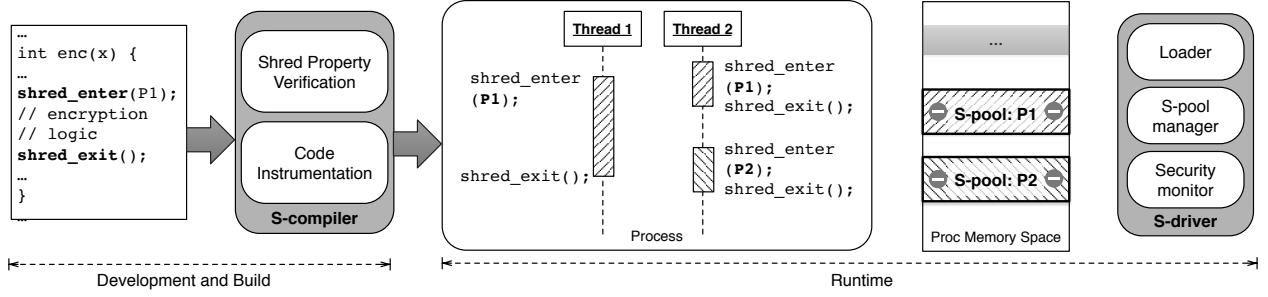 …
int enc(x) {
…
shred_enter(P1);
// encryption
// logic
shred_exit();
…
}
…
Shred Property
Verification
Code
Instrumentation
S-compiler
Development and Build
Thread 1
Thread 2
shred_enter
(P1);
shred_exit();
shred_enter
(P1);
shred_exit();
shred_enter
(P2);
shred_exit();
Process
...
S-pool: P1
S-pool: P2
Proc Memory Space
Loader
S-pool
manager
Security
monitor
S-driver
Runtime